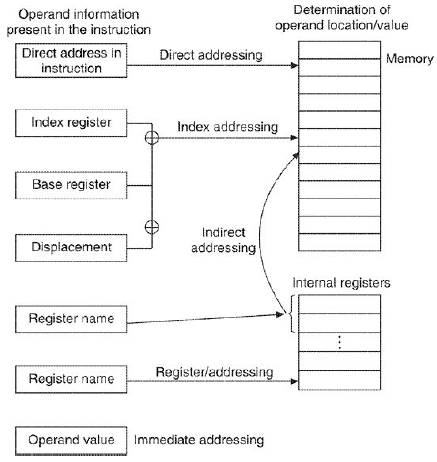 Operand information
present in the instruction
Determination of
operand location/value
Direct address in
instruction
Direct addressing
Memory
Index register
Index addressing
Base register
Displacement
Indirect
addressing
Internal registers
Register name
Register name
Register/addressing
Operand value
Immediate addressing